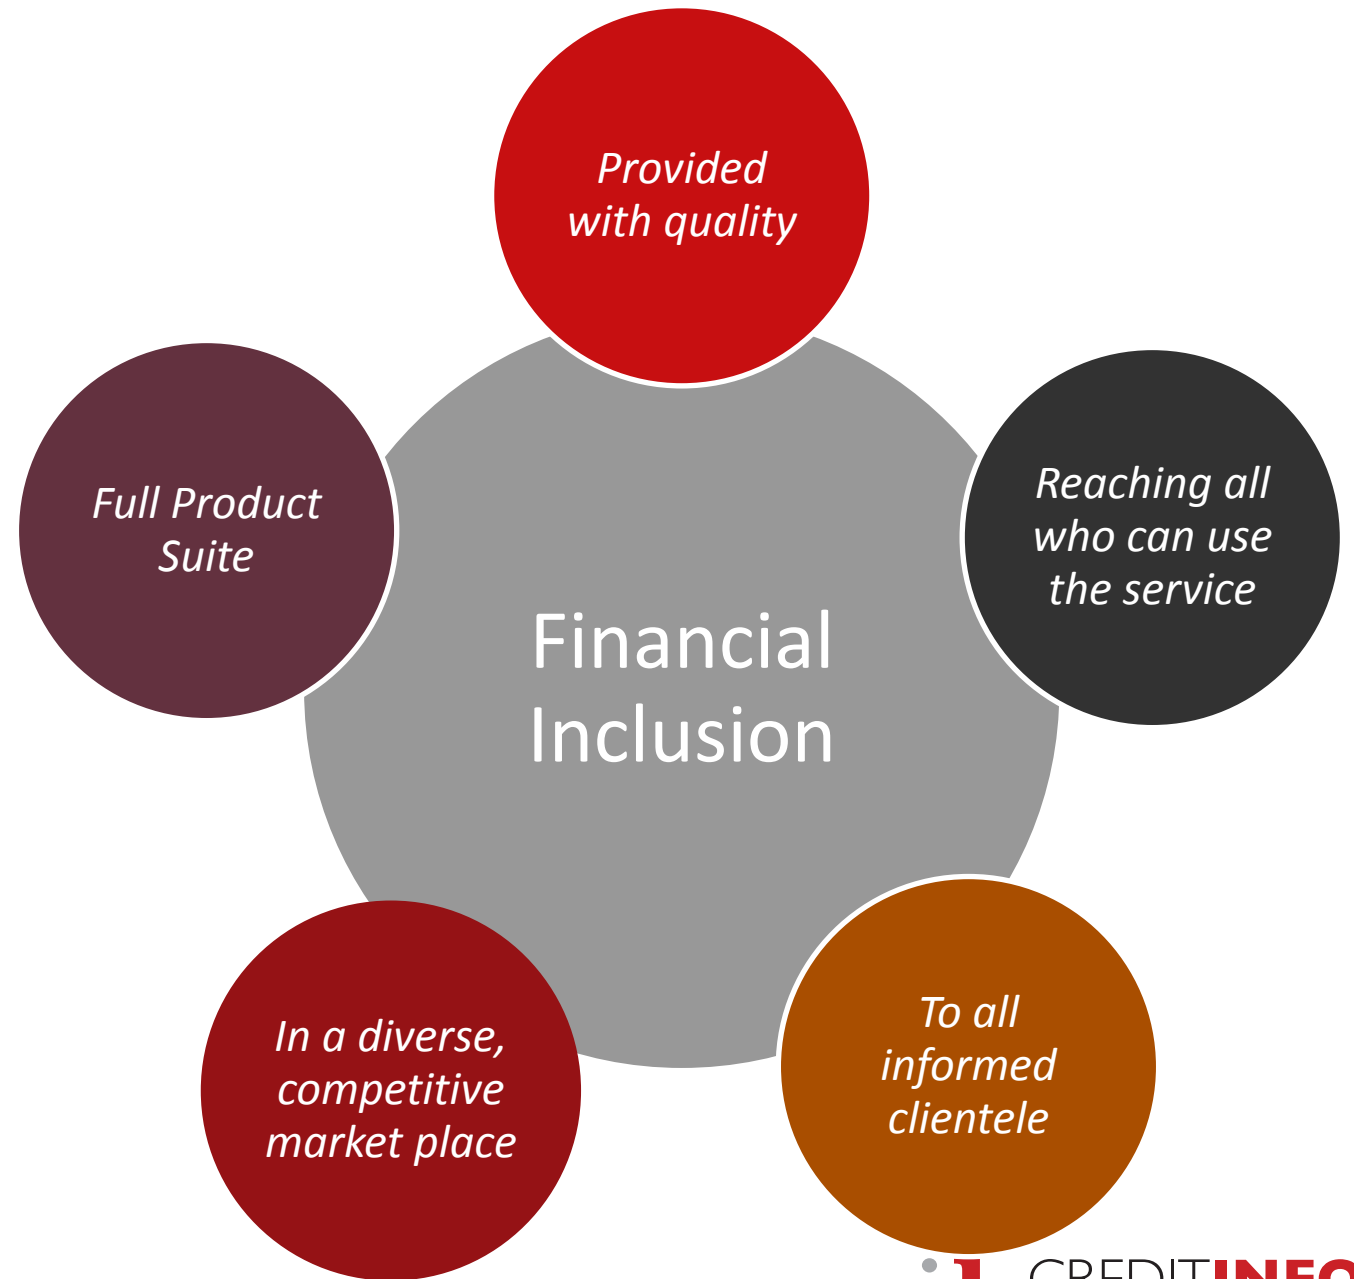 Provided
with quality
Reaching all
who can use
the service
Full Product
Suite
Financial
Inclusion
To all
informed
clientele
In a diverse,
competitive
market place
CREDITINFO